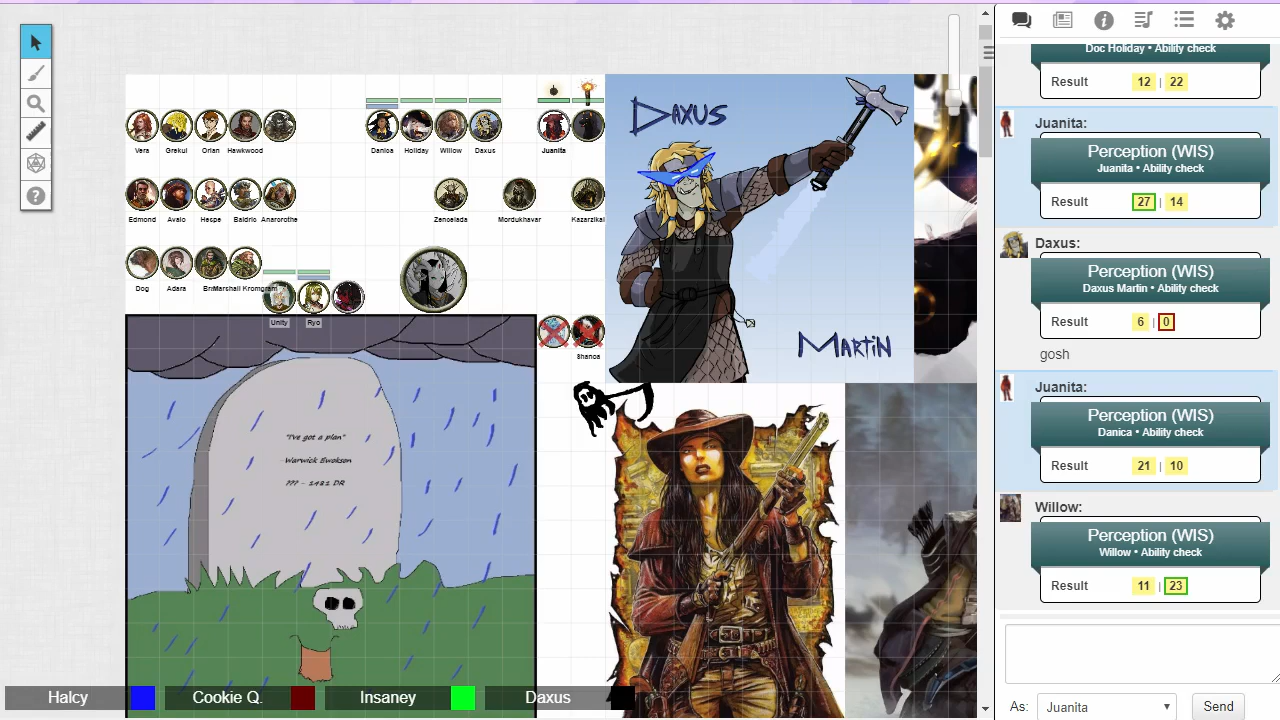 Vera Grekul Orlan Hawkwood Danica Holiday Willow Daxus Juanita
Edmond Avalo Hespe Baldrio Anarorothe Zenoelada Mordukhavar Kazarzikal
Dog Adara Marshall Kromgram
Unity Ryo
Shanoa
DAXUS
MARTIN
"I've got a plan"
-Warwick Swokson
??? - 1481 DR
Halcy Cookie Q. Insaney Daxus
Doc Holiday • Ability check
Result 12 | 22
Juanita:
Perception (WIS)
Juanita • Ability check
Result 27 | 14
Daxus:
Perception (WIS)
Daxus Martin • Ability check
Result 6 | 0
gosh
Juanita:
Perception (WIS)
Danica • Ability check
Result 21 | 10
Willow:
Perception (WIS)
Willow • Ability check
Result 11 | 23
As: Juanita Send